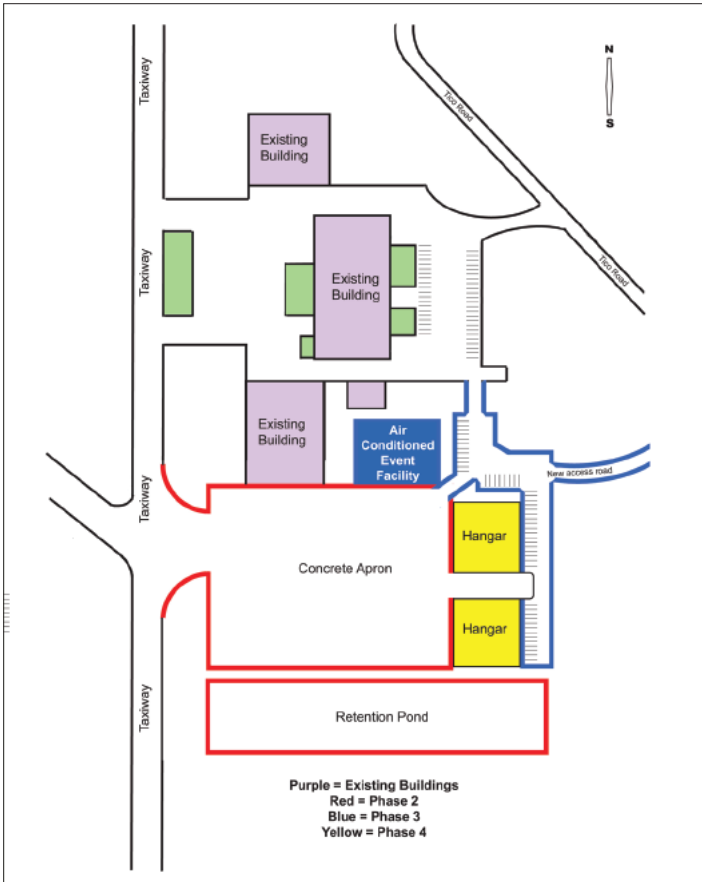 Taxiway
Tico Road
N
S
Existing
Building
Taxiway
Existing
Building
Tico Road
Existing
Building
Air
Conditioned
Event
Facility
New access road
Taxiway
Hangar
Concrete Apron
Hangar
Taxiway
Retention Pond
Purple = Existing Buildings
Red = Phase 2
Blue = Phase 3
Yellow = Phase 4